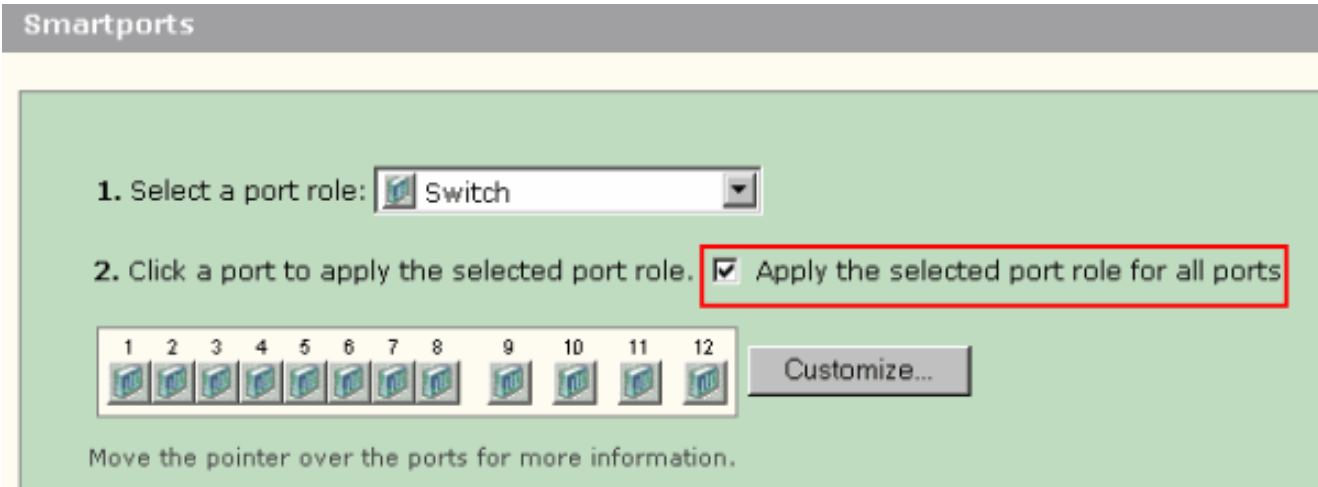 Smartports
1. Select a port role: Switch
2. Click a port to apply the selected port role. Apply the selected port role for all ports
1 2 3 4 5 6 7 8 9 10 11 12
Customize...
Move the pointer over the ports for more information.